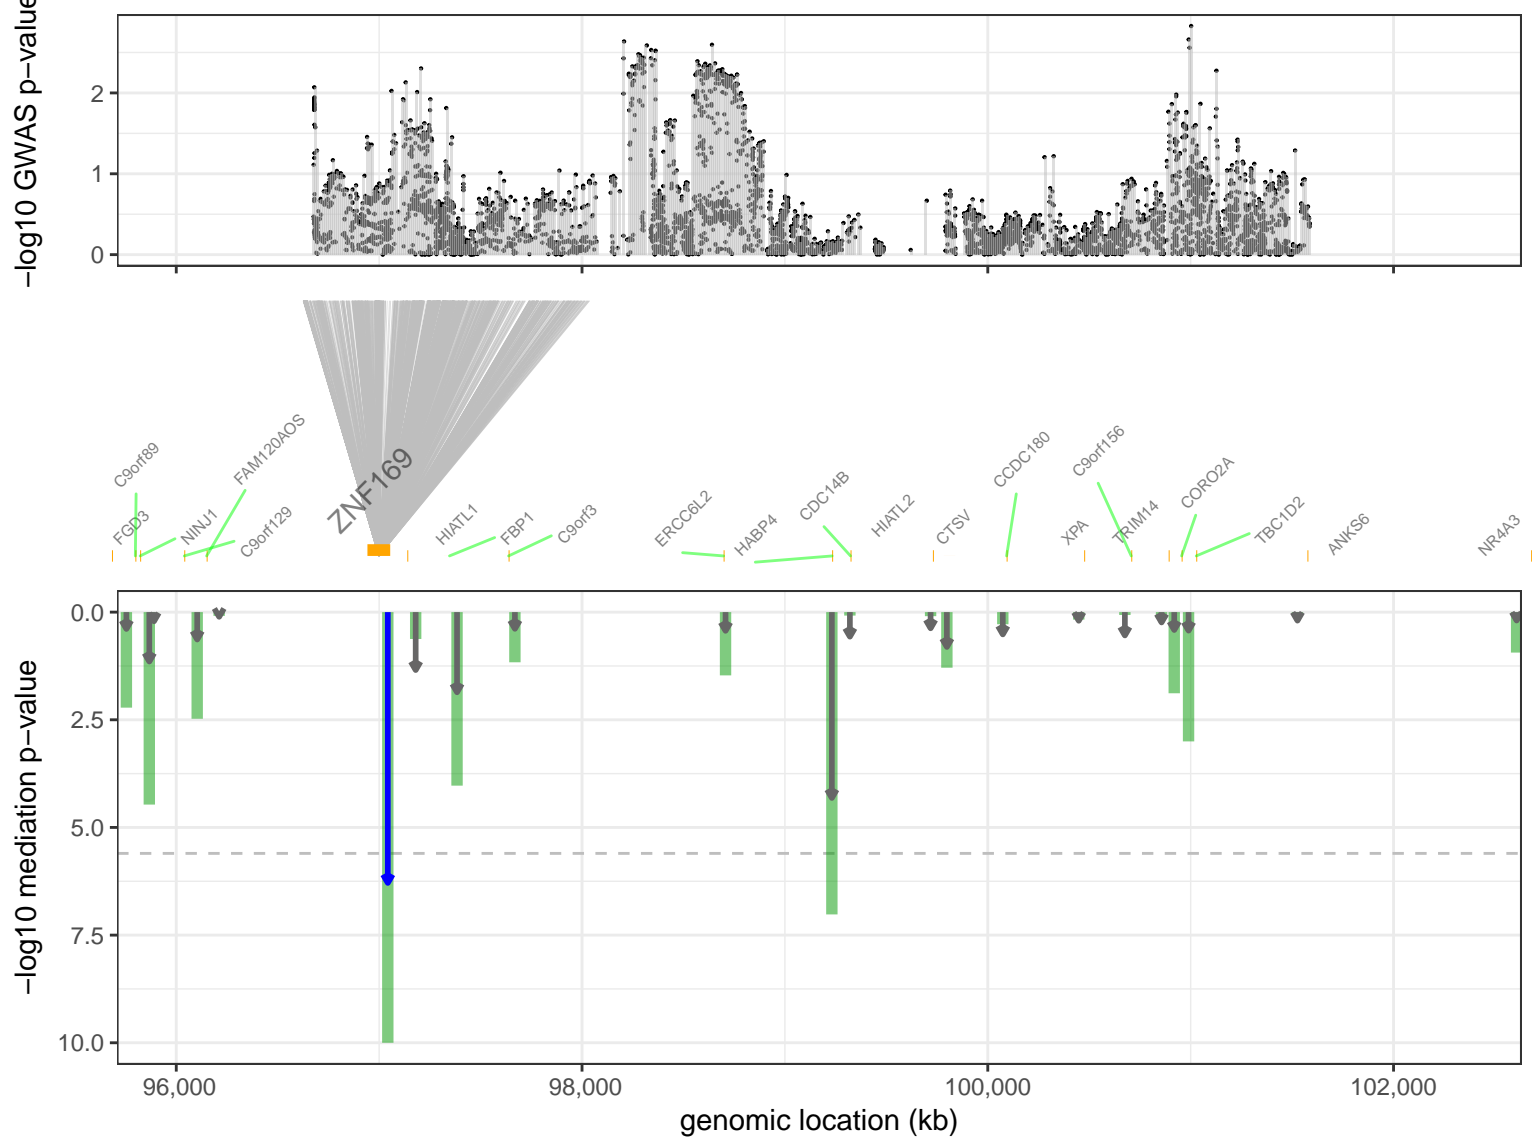 −log10 GWAS p−value
2
1
0
C9orf89
FAM120AOS
FGD3
NINJ1
C9orf129
ZNF169
HIATL1
FBP1
C9orf3
ERCC6L2
HABP4
CDC14B
HIATL2
CTSV
CCDC180
XPA
C9orf156
TRIM14
CORO2A
TBC1D2
ANKS6
NR4A3
−log10 mediation p−value
0.0
2.5
5.0
7.5
10.0
96,000
98,000
100,000
102,000
genomic location (kb)